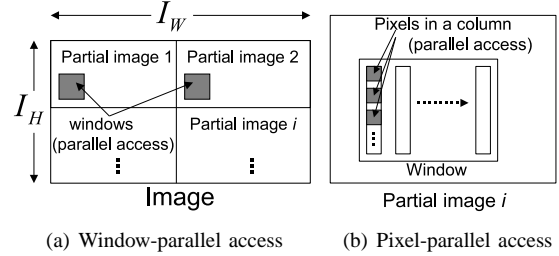 I_W
I_H
Partial image 1
Partial image 2
windows
(parallel access)
Partial image i
Image
(a) Window-parallel access
Pixels in a column
(parallel access)
Window
Partial image i
(b) Pixel-parallel access